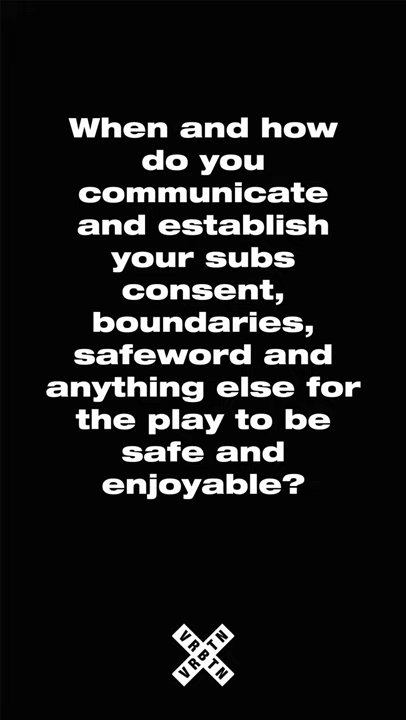 When and how
do you
communicate
and establish
your subs
consent,
boundaries,
safeword and
anything else for
the play to be
safe and
enjoyable?
VRBTN
VRBTN